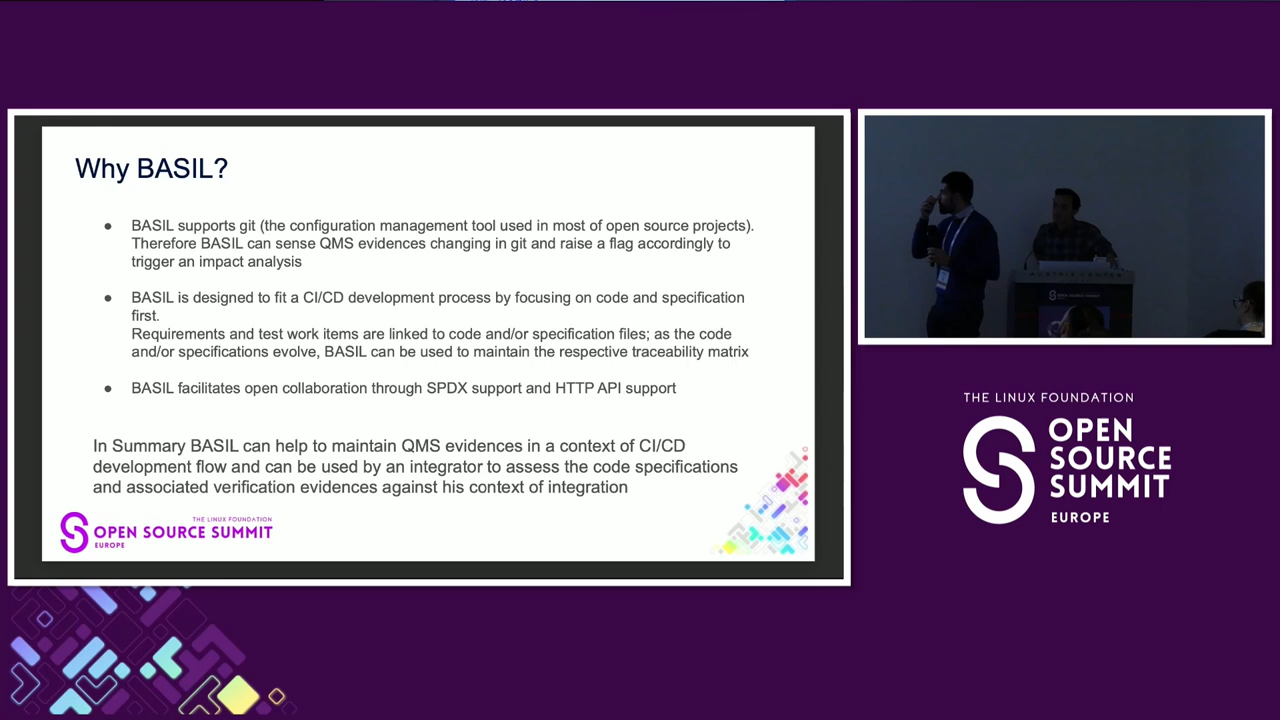 Why BASIL?
● BASIL supports git (the configuration management tool used in most of open source projects).
Therefore BASIL can sense QMS evidences changing in git and raise a flag accordingly to
trigger an impact analysis
● BASIL is designed to fit a CI/CD development process by focusing on code and specification
first.
Requirements and test work items are linked to code and/or specification files; as the code
and/or specifications evolve, BASIL can be used to maintain the respective traceability matrix
● BASIL facilitates open collaboration through SPDX support and HTTP API support
In Summary BASIL can help to maintain QMS evidences in a context of CI/CD
development flow and can be used by an integrator to assess the code specifications
and associated verification evidences against his context of integration
THE LINUX FOUNDATION
OPEN SOURCE SUMMIT
EUROPE
THE LINUX FOUNDATION
OPEN
SOURCE
SUMMIT
EUROPE